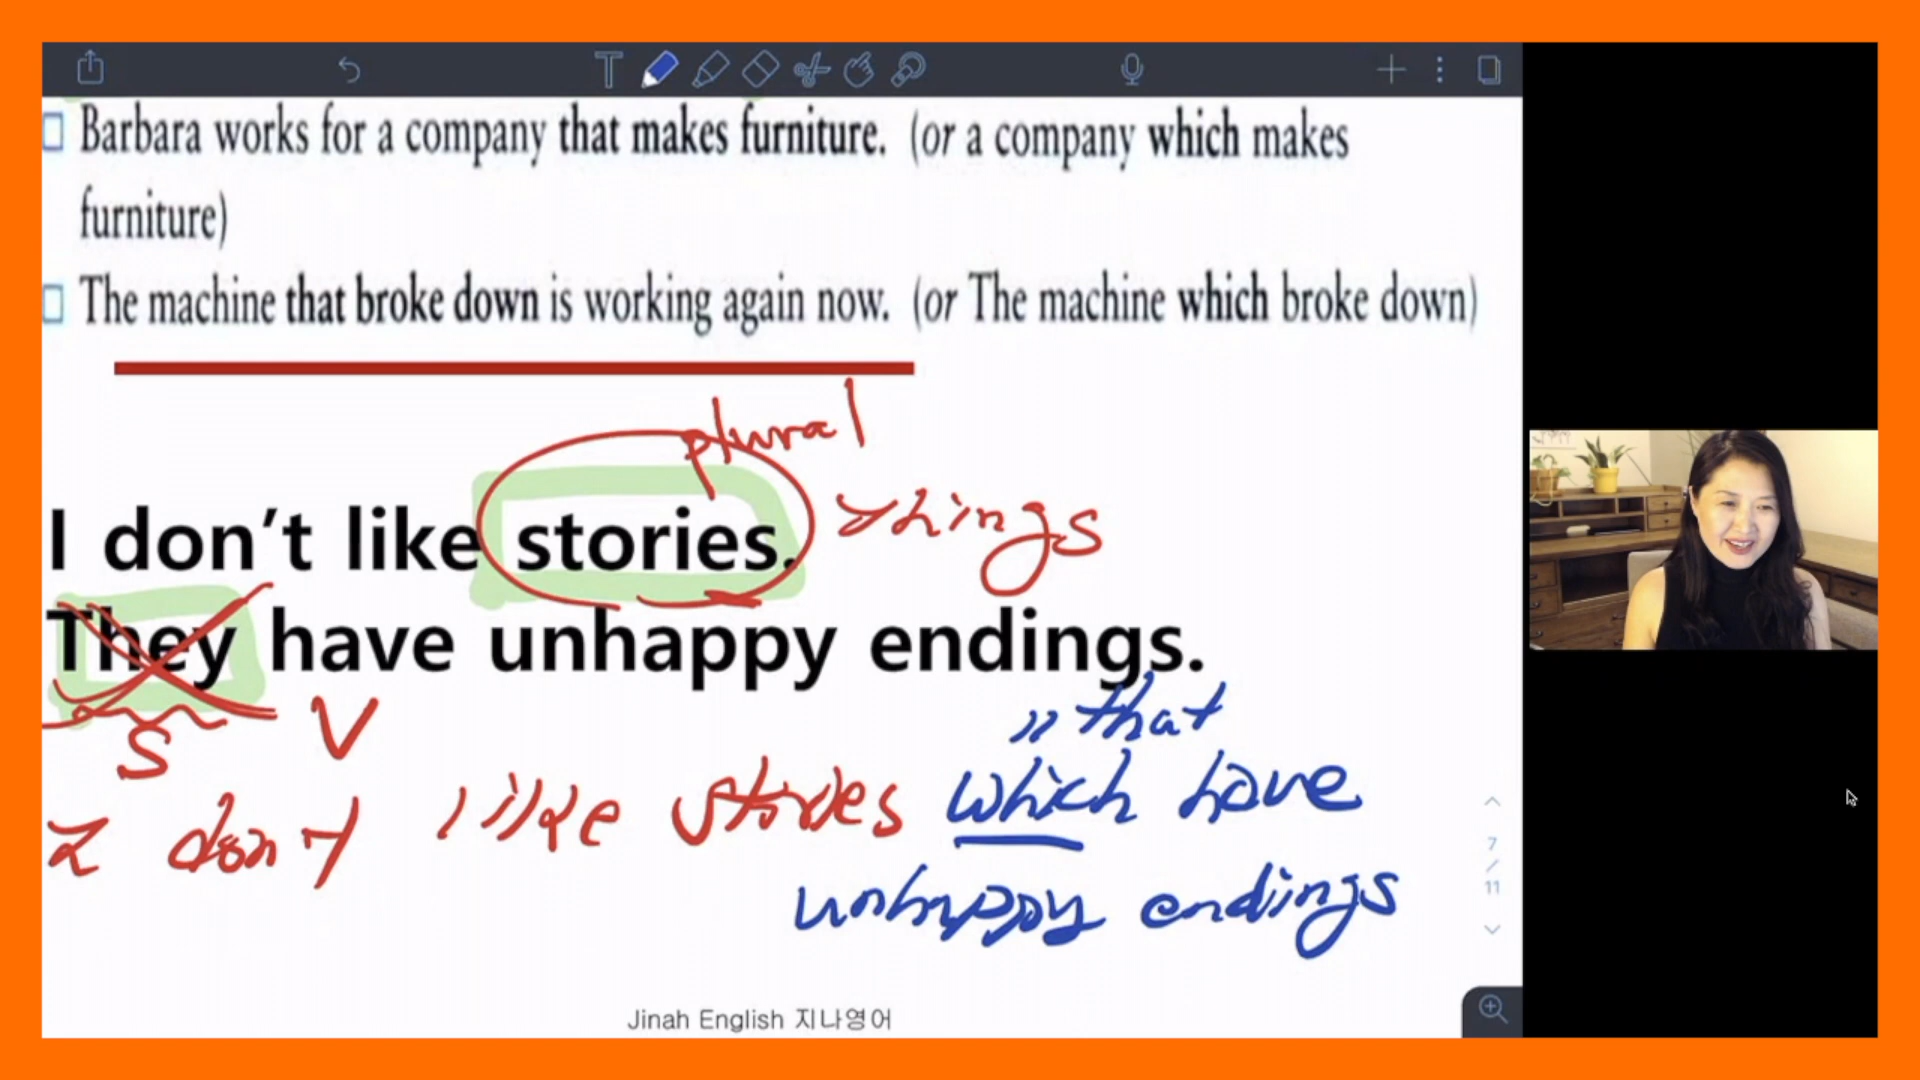 Barbara works for a company that makes furniture. (or a company which makes
furniture)
The machine that broke down is working again now. (or The machine which broke down)
plural
I don't like stories. things
They have unhappy endings.
S V
" that
I don't like stories which have
unhappy endings
7
/
11
Jinah English 지나영어